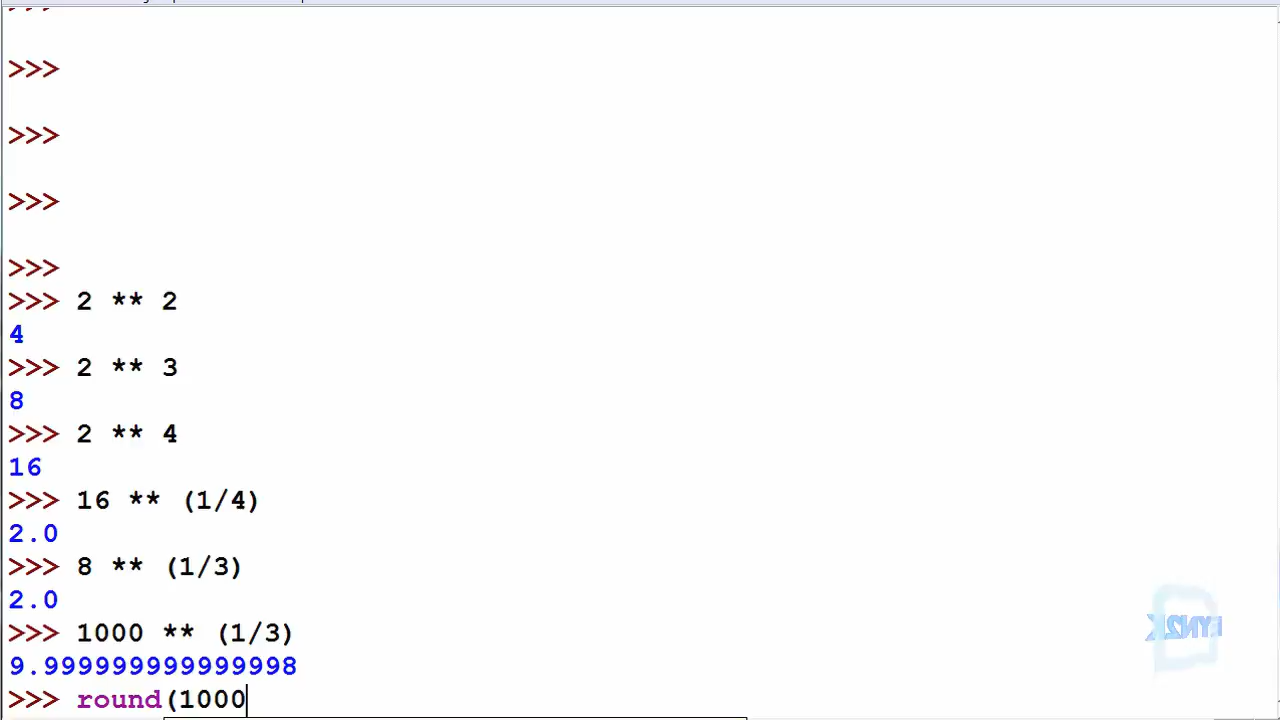 >>>
>>>
>>>
>>>
>>> 2 ** 2
4
>>> 2 ** 3
8
>>> 2 ** 4
16
>>> 16 ** (1/4)
2.0
>>> 8 ** (1/3)
2.0
>>> 1000 ** (1/3)
9.999999999999998
>>> round(1000